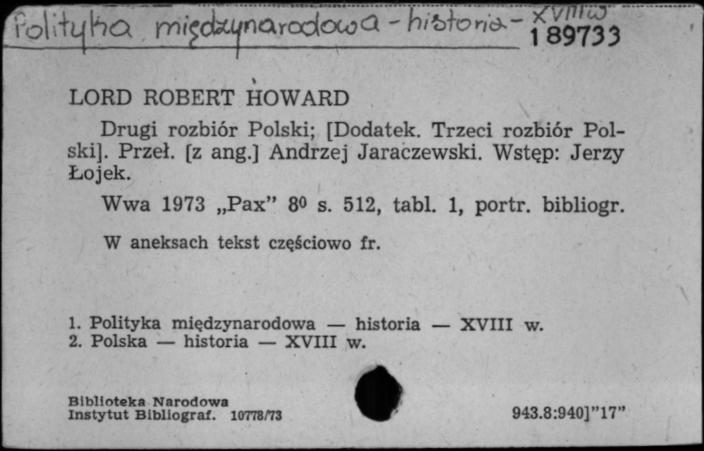 Polityka międzynarodowa - historia - XVIII w
189733
LORD ROBERT HOWARD
Drugi rozbiór Polski; [Dodatek. Trzeci rozbiór Pol-
ski]. Przeł. [z ang.] Andrzej Jaraczewski. Wstęp: Jerzy
Łojek.
Wwa 1973 „Pax” 8⁰ s. 512, tabl. 1, portr. bibliogr.
W aneksach tekst częściowo fr.
1. Polityka międzynarodowa — historia — XVIII w.
2. Polska — historia — XVIII w.
Biblioteka Narodowa
Instytut Bibliograf. 10778/73
943.8:940]”17”